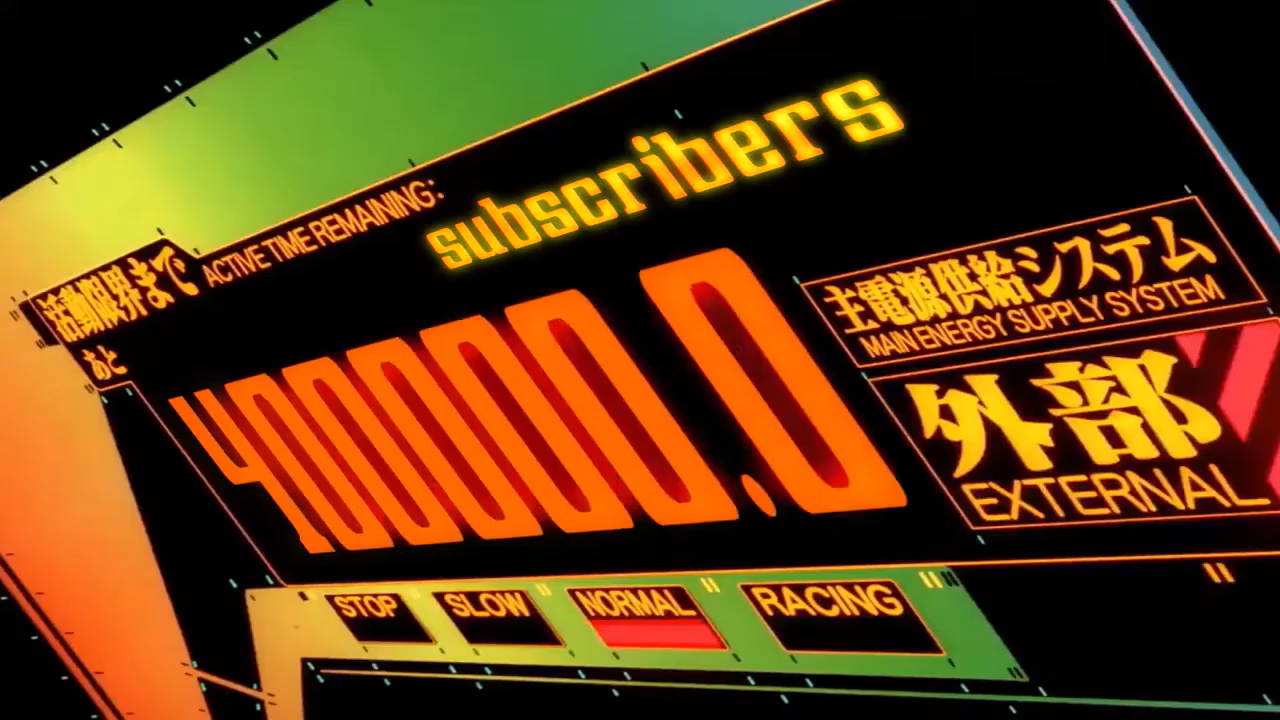 subscribers
ACTIVE TIME REMAINING:
活動限界まで
あと
400000.0
主電源供給システム
MAIN ENERGY SUPPLY SYSTEM
外部
EXTERNAL
STOP
SLOW
NORMAL
RACING